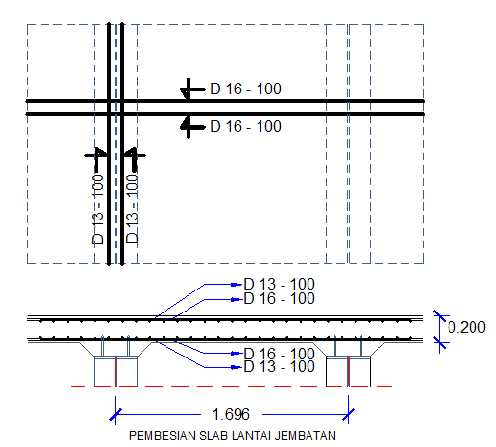 D 16 - 100
D 16 - 100
D 13 - 100
D 13 - 100
D 13 - 100
D 16 - 100
0.200
D 16 - 100
D 13 - 100
1.696
PEMBESIAN SLAB LANTAI JEMBATAN